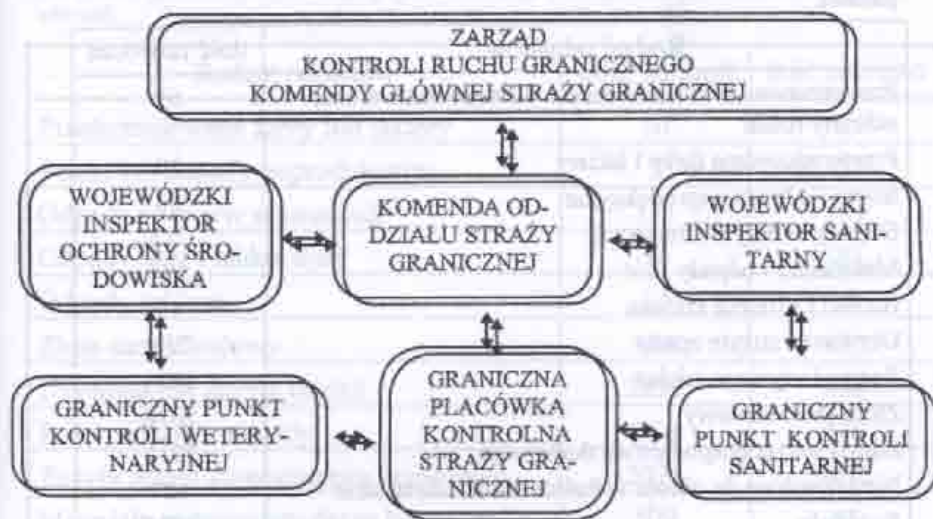 ZARZĄD
KONTROLI RUCHU GRANICZNEGO
KOMENDY GŁÓWNEJ STRAŻY GRANICZNEJ
WOJEWÓDZKI
INSPEKTOR
OCHRONY ŚRO-
DOWISKA
KOMENDA OD-
DZIAŁU STRAŻY
GRANICZNEJ
WOJEWÓDZKI
INSPEKTOR SANI-
TARNY
GRANICZNY PUNKT
KONTROLI WETERY-
NARYJNEJ
GRANICZNA
PLACÓWKA
KONTROLNA
STRAŻY GRA-
NICZNEJ
GRANICZNY
PUNKT KONTROLI
SANITARNEJ